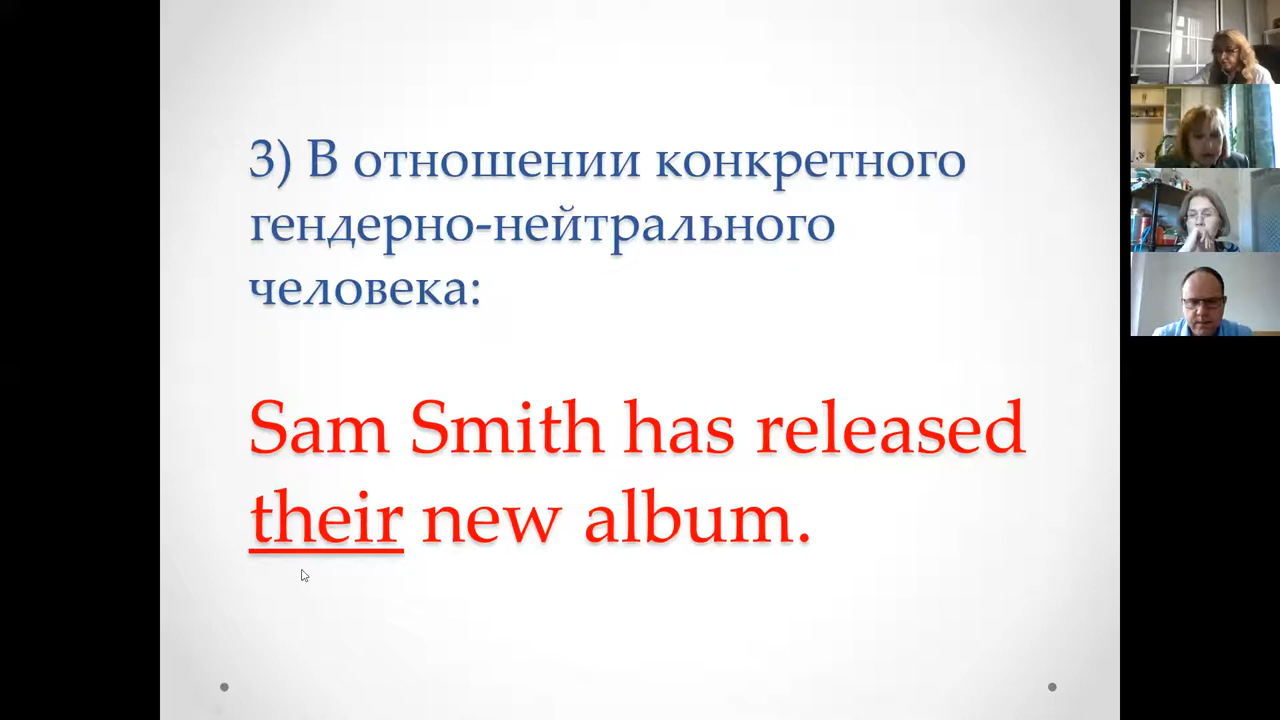 3) В отношении конкретного
гендерно-нейтрального
человека:
Sam Smith has released
their new album.